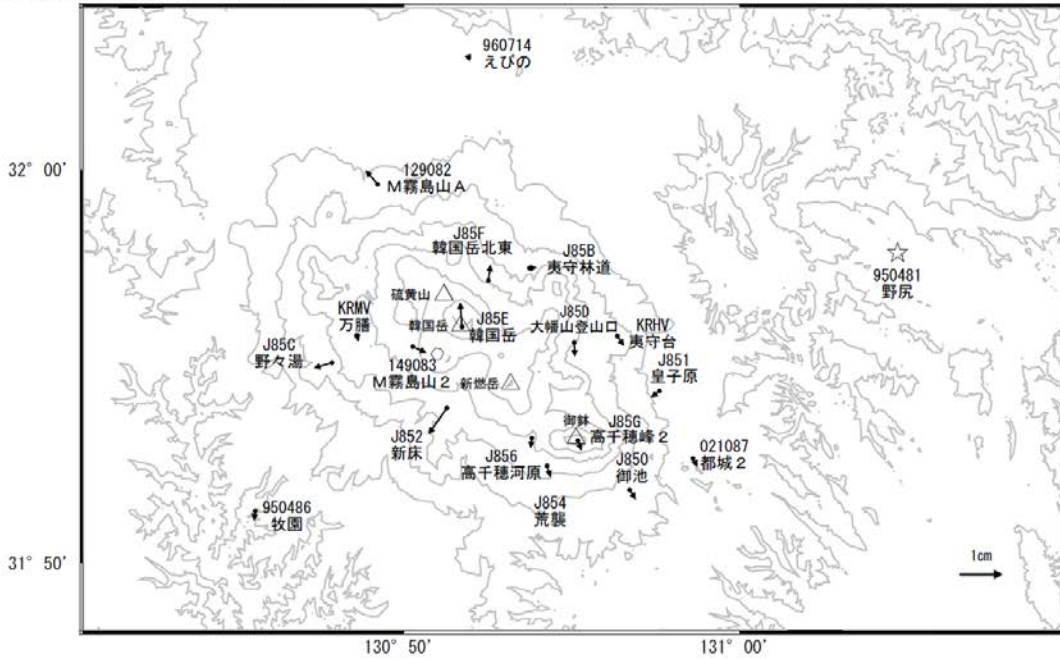 960714
えびの
32° 00'
129082
M霧島山A
J85F
韓国岳北東
J85B
夷守林道
950481
野尻
硫黄山
KRMV
万膳
韓国岳
J85E
韓国岳
J85D
大幡山登山口
KRHV
夷守台
J85C
野々湯
J851
皇子原
149083
M霧島山2
新燃岳
J852
新床
御鉢
J85G
高千穂峰2
J856
高千穂河原
J850
御池
021087
都城2
J854
荒襲
950486
牧園
31° 50'
1cm
130° 50'
131° 00'